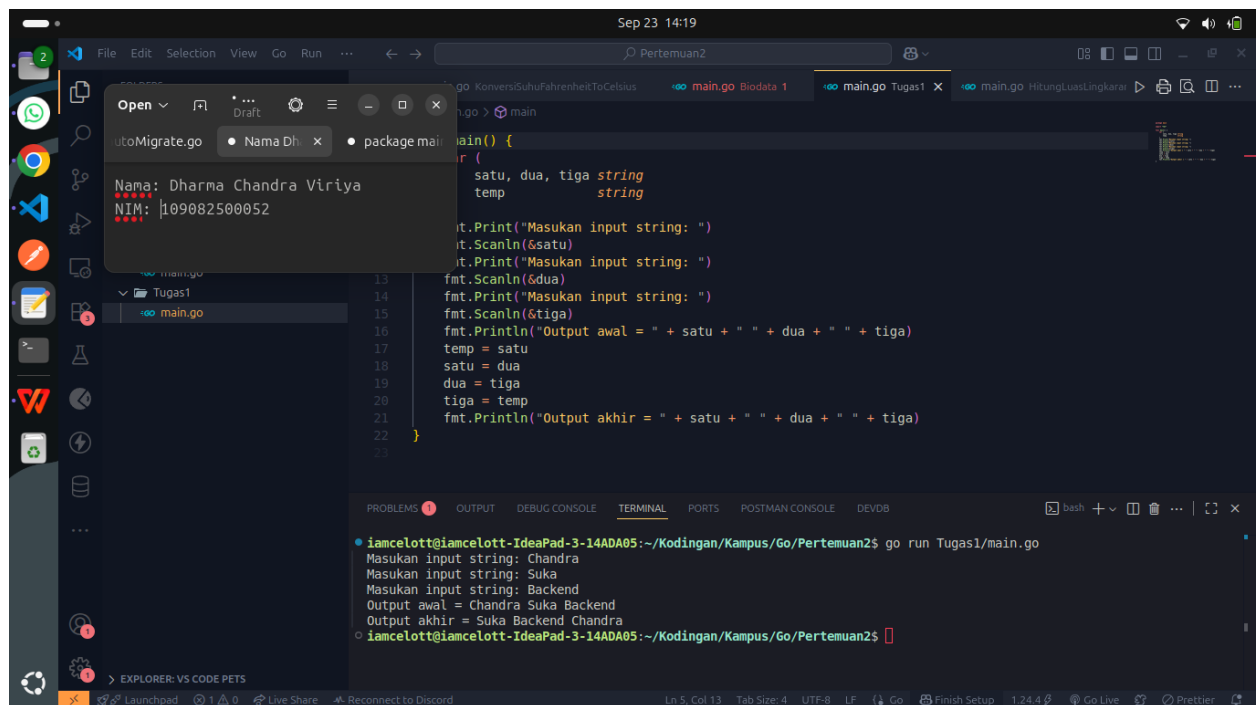 Sep 23 14:19
2
File Edit Selection View Go Run ...
Pertemuan2
FOLDERS
.go KonversiSuhuFahrenheitToCelsius
main.go Biodata 1
main.go Tugas1
main.go HitungLuasLingkaran
Open
Draft
main
utoMigrate.go
Nama Dh
package mai
Nama: Dharma Chandra Viriya
NIM: 109082500052
main.go
Tugas1
main.go
ain() {
r (
satu, dua, tiga string
temp string
t.Print("Masukan input string: ")
t.Scanln(&satu)
t.Print("Masukan input string: ")
13 fmt.Scanln(&dua)
14 fmt.Print("Masukan input string: ")
15 fmt.Scanln(&tiga)
16 fmt.Println("Output awal = " + satu + " " + dua + " " + tiga)
17 temp = satu
18 satu = dua
19 dua = tiga
20 tiga = temp
21 fmt.Println("Output akhir = " + satu + " " + dua + " " + tiga)
22 }
23
3
PROBLEMS 1 OUTPUT DEBUG CONSOLE TERMINAL PORTS POSTMAN CONSOLE DEVDB
bash
iamcelott@iamcelott-IdeaPad-3-14ADA05:~/Kodingan/Kampus/Go/Pertemuan2$ go run Tugas1/main.go
Masukan input string: Chandra
Masukan input string: Suka
Masukan input string: Backend
Output awal = Chandra Suka Backend
Output akhir = Suka Backend Chandra
iamcelott@iamcelott-IdeaPad-3-14ADA05:~/Kodingan/Kampus/Go/Pertemuan2$
1
1
EXPLORER: VS CODE PETS
Launchpad 1 0 Live Share Reconnect to Discord
Ln 5, Col 13 Tab Size: 4 UTF-8 LF Go Finish Setup 1.24.4 Go Live Prettier